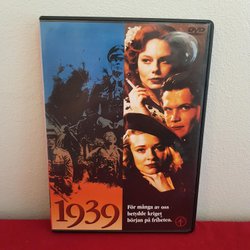 DVD
1939
För många av oss
betydde kriget
början på friheten.